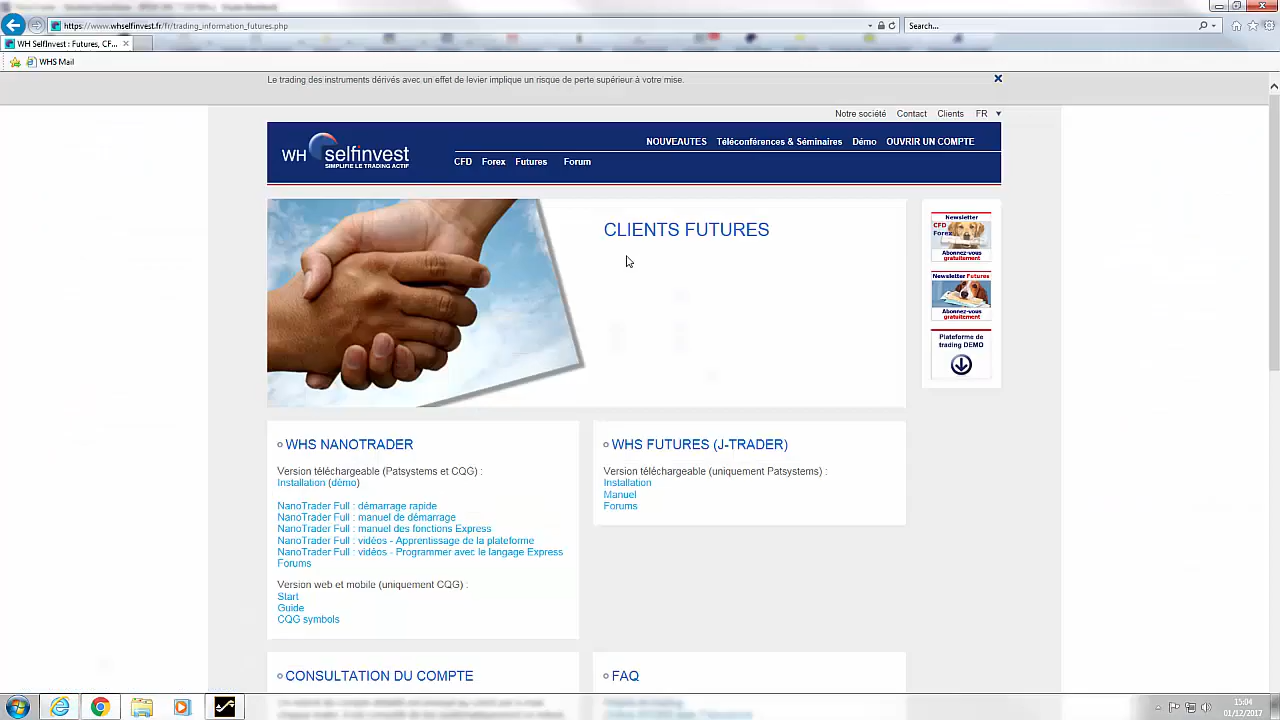 https://www.whselfinvest.fr/fr/trading_information_futures.php
Search...
WH SelfInvest : Futures, CF...
WHS Mail
Le trading des instruments dérivés avec un effet de levier implique un risque de perte supérieur à votre mise.
Notre société Contact Clients FR
WH selfinvest
SIMPLIFIE LE TRADING ACTIF
NOUVEAUTES Téléconférences & Séminaires Démo OUVRIR UN COMPTE
CFD Forex Futures Forum
CLIENTS FUTURES
Newsletter
CFD
Forex
Abonnez-vous
gratuitement
Newsletter Futures
Abonnez-vous
gratuitement
Plateforme de
trading DEMO
WHS NANOTRADER
Version téléchargeable (Patsystems et CQG) :
Installation (démo)
NanoTrader Full : démarrage rapide
NanoTrader Full : manuel de démarrage
NanoTrader Full : manuel des fonctions Express
NanoTrader Full : vidéos - Apprentissage de la plateforme
NanoTrader Full : vidéos - Programmer avec le langage Express
Forums
Version web et mobile (uniquement CQG) :
Start
Guide
CQG symbols
WHS FUTURES (J-TRADER)
Version téléchargeable (uniquement Patsystems) :
Installation
Manuel
Forums
CONSULTATION DU COMPTE
FAQ
15:04
01/12/2017